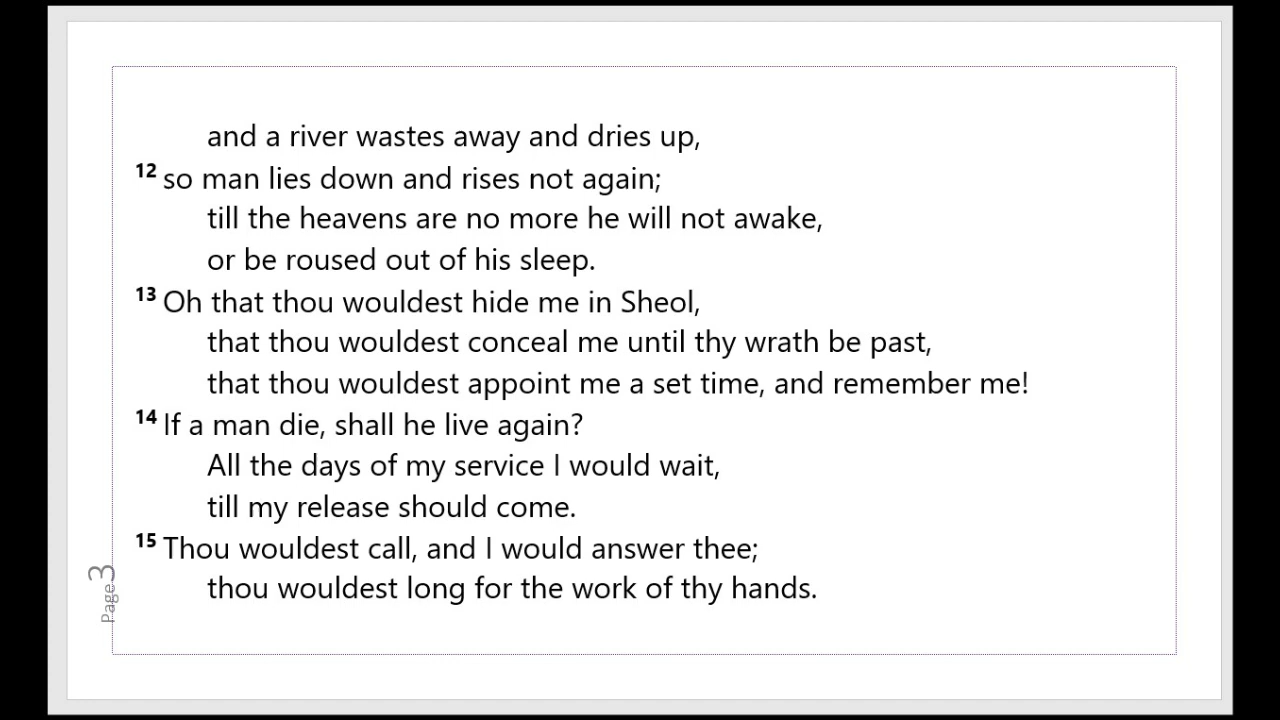 and a river wastes away and dries up,
12 so man lies down and rises not again;
till the heavens are no more he will not awake,
or be roused out of his sleep.
13 Oh that thou wouldest hide me in Sheol,
that thou wouldest conceal me until thy wrath be past,
that thou wouldest appoint me a set time, and remember me!
14 If a man die, shall he live again?
All the days of my service I would wait,
till my release should come.
15 Thou wouldest call, and I would answer thee;
thou wouldest long for the work of thy hands.
Page 3